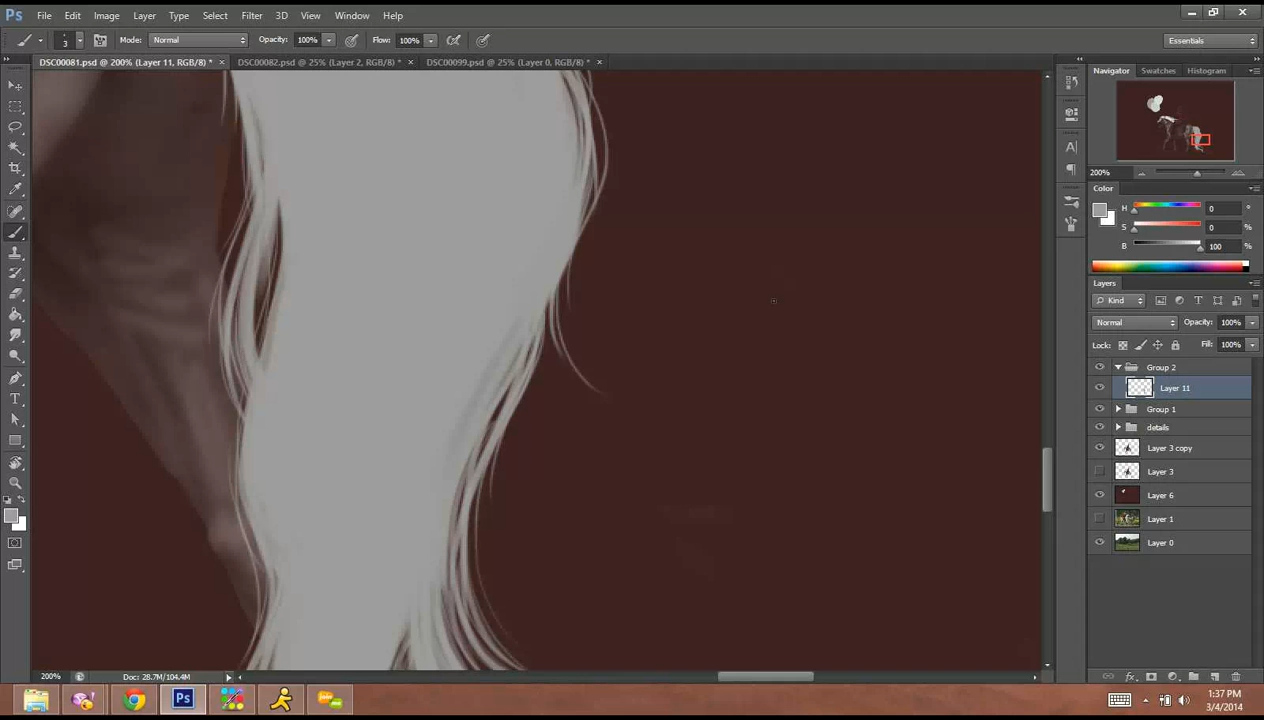 Ps File Edit Image Layer Type Select Filter 3D View Window Help
3 Mode: Normal Opacity: 100% Flow: 100% Essentials
DSC00081.psd @ 200% (Layer 11, RGB/8) * × DSC00082.psd @ 25% (Layer 2, RGB/8) * × DSC00099.psd @ 25% (Layer 0, RGB/8) * ×
Navigator Swatches Histogram
200%
Color
H 0 °
S 0 %
B 100 %
Layers
Kind
Normal Opacity: 100%
Lock: Fill: 100%
Group 2
Layer 11
Group 1
details
Layer 3 copy
Layer 3
Layer 6
Layer 1
Layer 0
200% Doc: 28.7M/104.4M
Ps
1:37 PM
3/4/2014